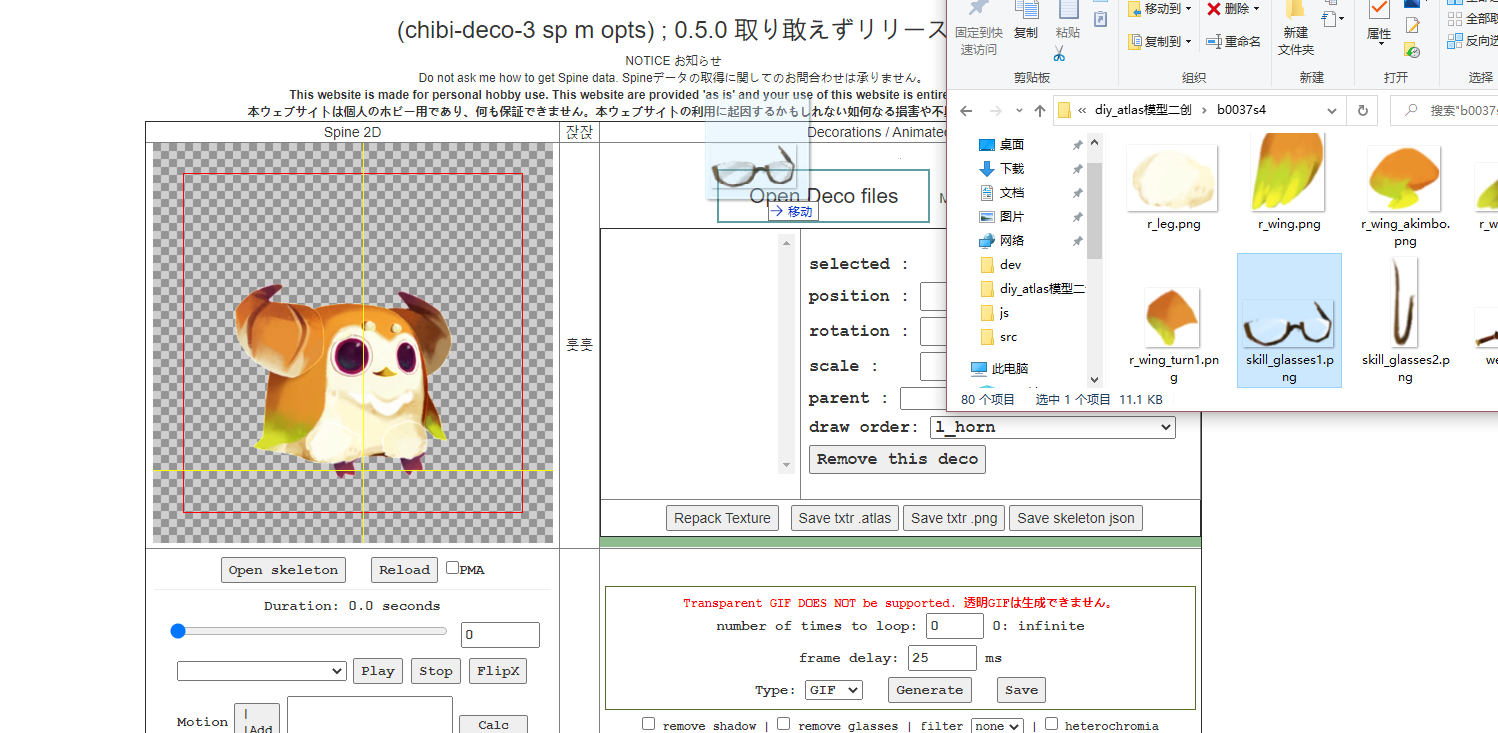 (chibi-deco-3 sp m opts) ; 0.5.0 取り敢えずリリース
NOTICE お知らせ
Do not ask me how to get Spine data. Spineデータの取得に関してのお問合わせは承りません。
This website is made for personal hobby use. This website are provided 'as is' and your use of this website is entire
本ウェブサイトは個人のホビー用であり、何も保証できません。本ウェブサイトの利用に起因するかもしれない如何なる損害や不
Spine 2D
잕잕
Decorations / Animate
Open Deco files
移动
훗훗
selected :
position :
rotation :
scale :
parent :
draw order: l_horn
Remove this deco
Repack Texture Save txtr .atlas Save txtr .png Save skeleton json
Open skeleton Reload PMA
Duration: 0.0 seconds
0
Play Stop FlipX
Motion
Add
Calc
Transparent GIF DOES NOT be supported. 透明GIFは生成できません。
number of times to loop: 0 0: infinite
frame delay: 25 ms
Type: GIF Generate Save
remove shadow | remove glasses | filter none | heterochromia
固定到快
速访问
复制
粘贴
剪贴板
移动到
复制到
删除
重命名
组织
新建
文件夹
新建
属性
打开
全部取
反向选
选择
« diy_atlas模型二创 › b0037s4
搜索"b0037s
桌面
下载
文档
图片
网络
dev
diy_atlas模型二
js
src
此电脑
r_leg.png
r_wing.png
r_wing_akimbo.
png
r_w
r_wing_turn1.pn
g
skill_glasses1.p
ng
skill_glasses2.p
ng
we
80 个项目 选中 1 个项目 11.1 KB